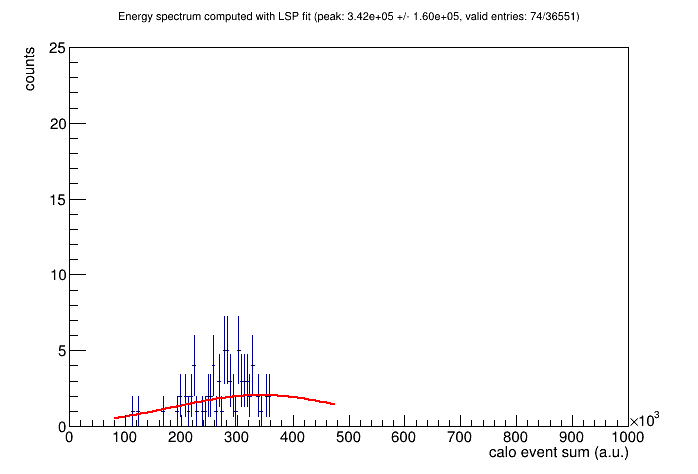 Energy spectrum computed with LSP fit (peak: 3.42e+05 +/- 1.60e+05, valid entries: 74/36551)
counts
25
20
15
10
5
0
0 100 200 300 400 500 600 700 800 900 1000
×10³
calo event sum (a.u.)